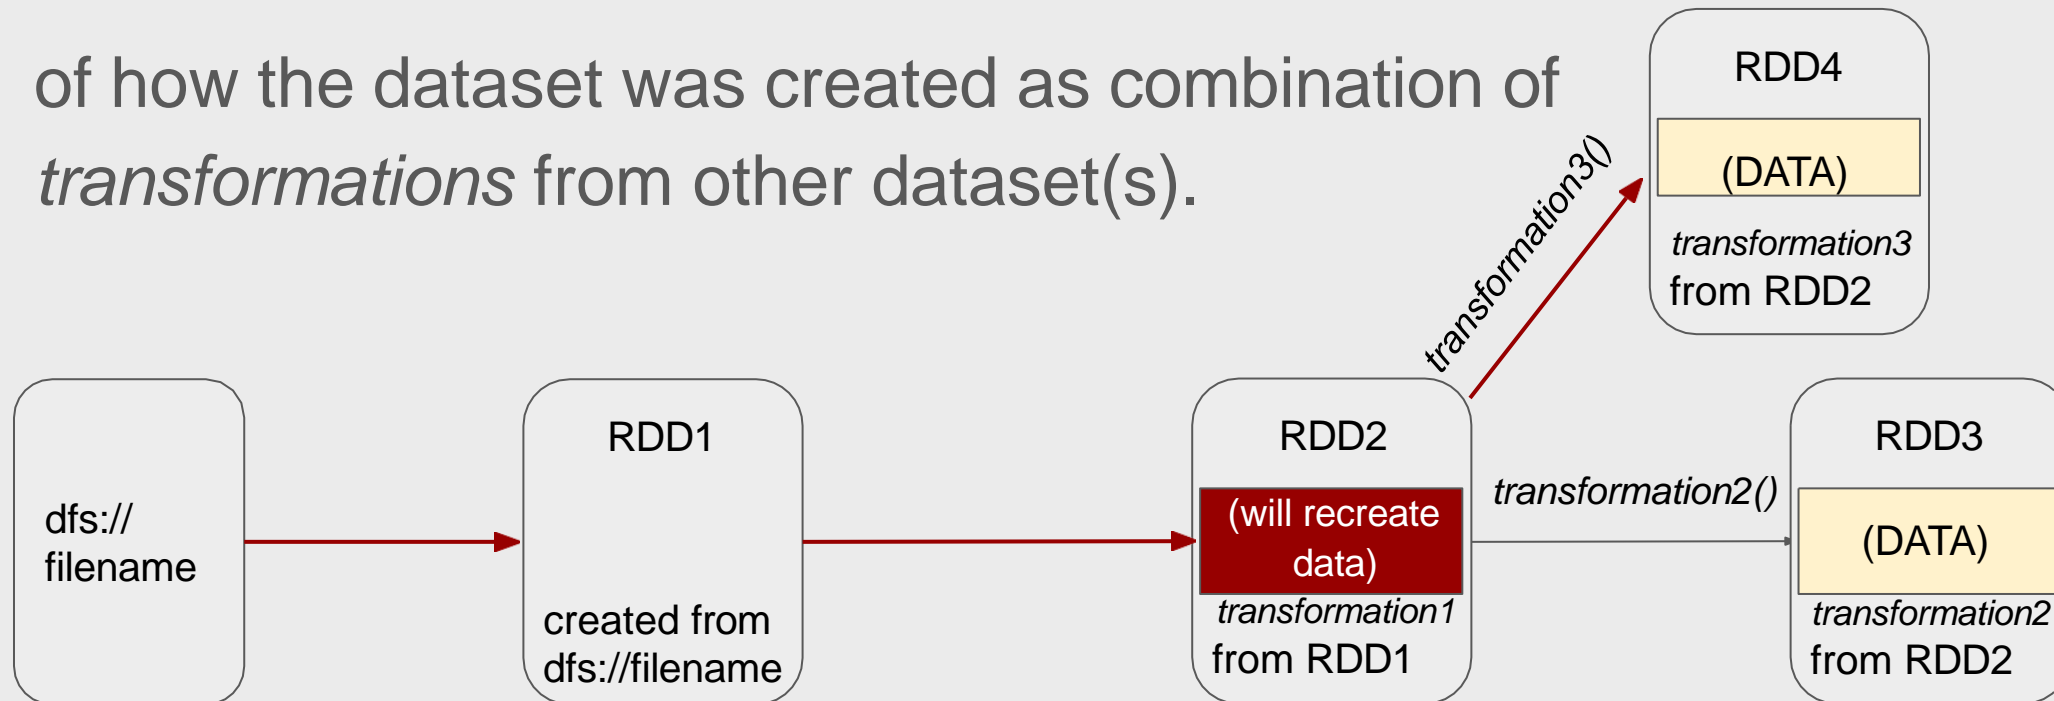 of how the dataset was created as combination of
transformations from other dataset(s).
RDD4
(DATA)
transformation3
from RDD2
transformation3()
dfs://
filename
RDD1
created from
dfs://filename
RDD2
(will recreate
data)
transformation1
from RDD1
transformation2()
RDD3
(DATA)
transformation2
from RDD2